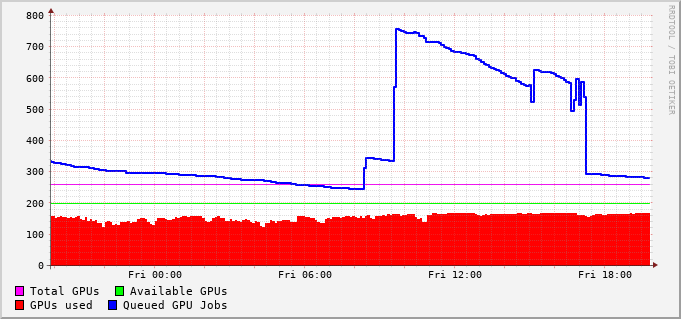 800
700
600
500
400
300
200
100
0
Fri 00:00 Fri 06:00 Fri 12:00 Fri 18:00
Total GPUs Available GPUs
GPUs used Queued GPU Jobs
RRDTOOL / TOBI OETIKER